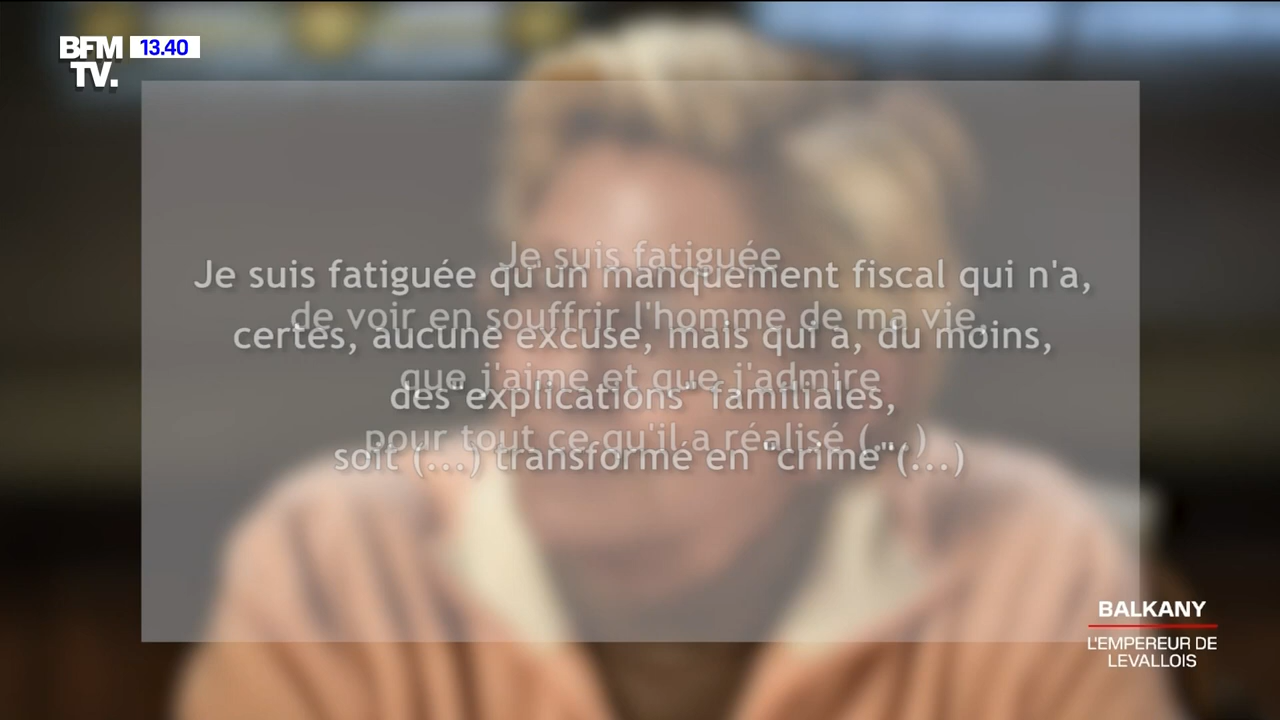 BFM
TV.
13.40
Je suis fatiguée
de voir en souffrir l'homme de ma vie,
que j'aime et que j'admire
pour tout ce qu'il a réalisé (...)
Je suis fatiguée qu'un manquement fiscal qui n'a,
certes, aucune excuse, mais qui a, du moins,
des"explications" familiales,
soit (...) transformé en "crime"(...)
BALKANY
L'EMPEREUR DE
LEVALLOIS